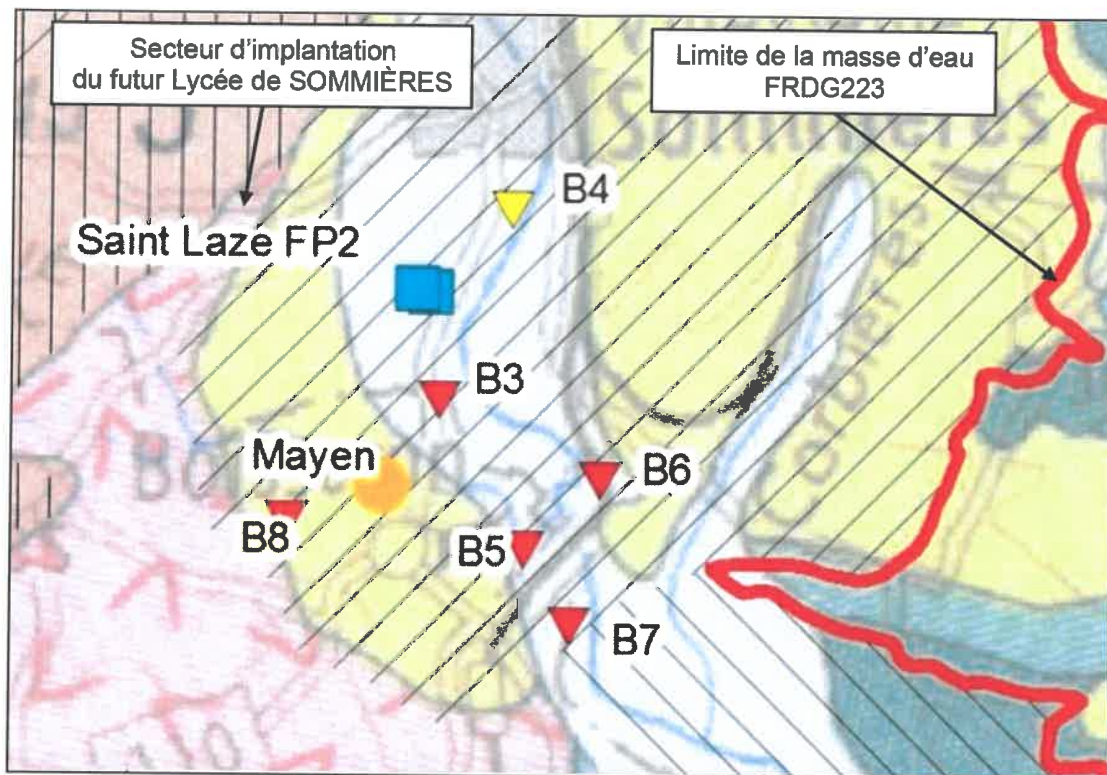 Secteur d'implantation
du futur Lycée de SOMMIÈRES
Limite de la masse d'eau
FRDG223
Sommières
B4
Saint Laze FP2
B3
Mayen
B6
B8
B5
B7